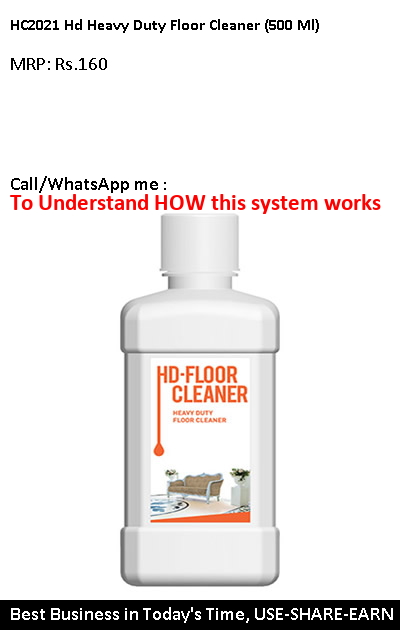 HC2021 Hd Heavy Duty Floor Cleaner (500 Ml)
MRP: Rs.160
Call/WhatsApp me :
To Understand HOW this system works
HD-FLOOR
CLEANER
HEAVY DUTY
FLOOR CLEANER
Best Business in Today's Time, USE-SHARE-EARN